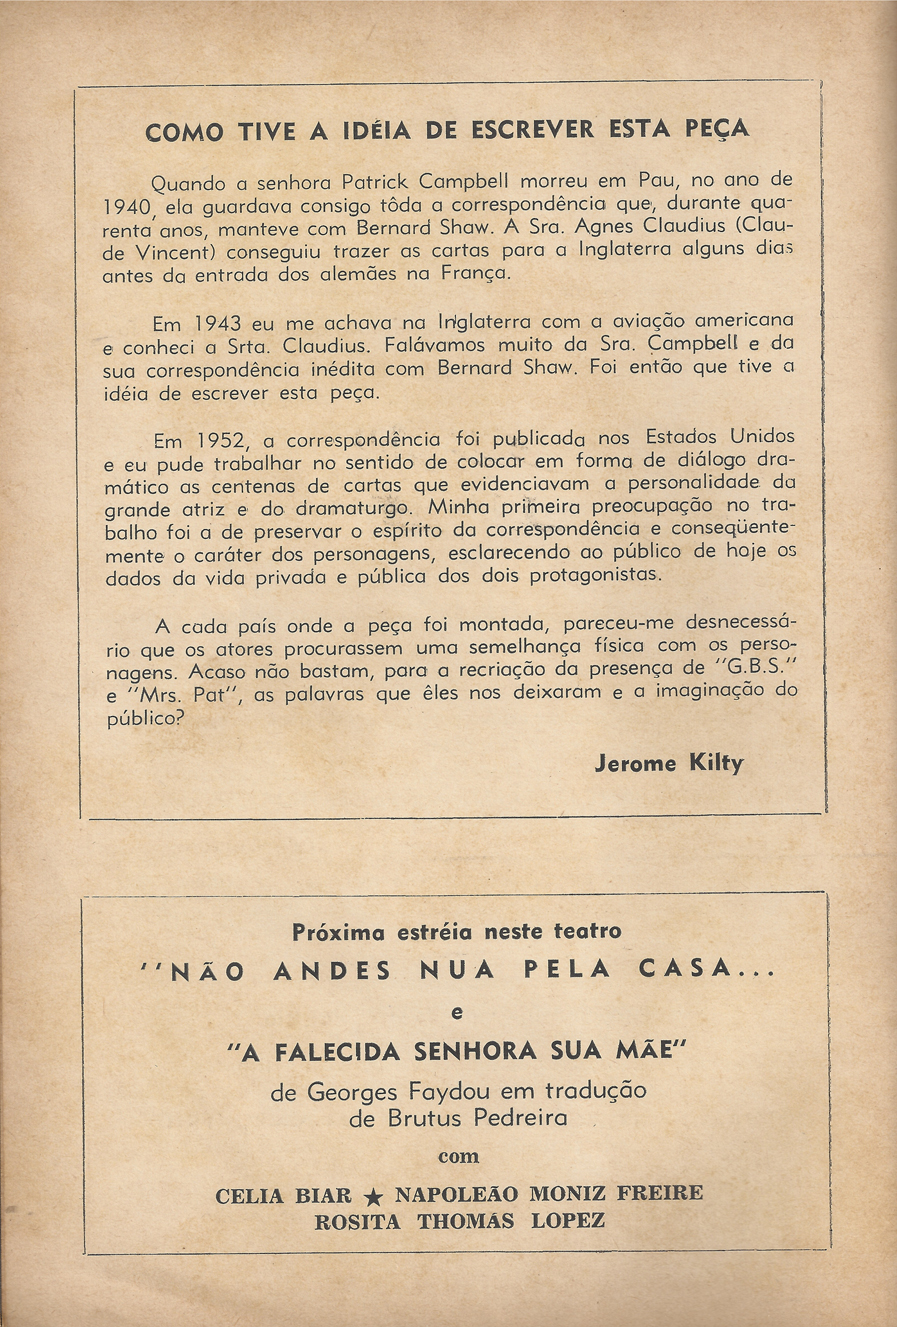 COMO TIVE A IDÉIA DE ESCREVER ESTA PEÇA
Quando a senhora Patrick Campbell morreu em Pau, no ano de
1940, ela guardava consigo tôda a correspondência que, durante qua-
renta anos, manteve com Bernard Shaw. A Sra. Agnes Claudius (Clau-
de Vincent) conseguiu trazer as cartas para a Inglaterra alguns dias
antes da entrada dos alemães na França.
Em 1943 eu me achava na Inglaterra com a aviação americana
e conheci a Srta. Claudius. Falávamos muito da Sra. Campbell e da
sua correspondência inédita com Bernard Shaw. Foi então que tive a
idéia de escrever esta peça.
Em 1952, a correspondência foi publicada nos Estados Unidos
e eu pude trabalhar no sentido de colocar em forma de diálogo dra-
mático as centenas de cartas que evidenciavam a personalidade da
grande atriz e do dramaturgo. Minha primeira preocupação no tra-
balho foi a de preservar o espírito da correspondência e conseqüente-
mente o caráter dos personagens, esclarecendo ao público de hoje os
dados da vida privada e pública dos dois protagonistas.
A cada país onde a peça foi montada, pareceu-me desnecessá-
rio que os atores procurassem uma semelhança física com os perso-
nagens. Acaso não bastam, para a recriação da presença de "G.B.S."
e "Mrs. Pat", as palavras que êles nos deixaram e a imaginação do
público?
Jerome Kilty
Próxima estréia neste teatro
"NÃO ANDES NUA PELA CASA...
e
"A FALECIDA SENHORA SUA MÃE"
de Georges Faydou em tradução
de Brutus Pedreira
com
CELIA BIAR ★ NAPOLEÃO MONIZ FREIRE
ROSITA THOMÁS LOPEZ